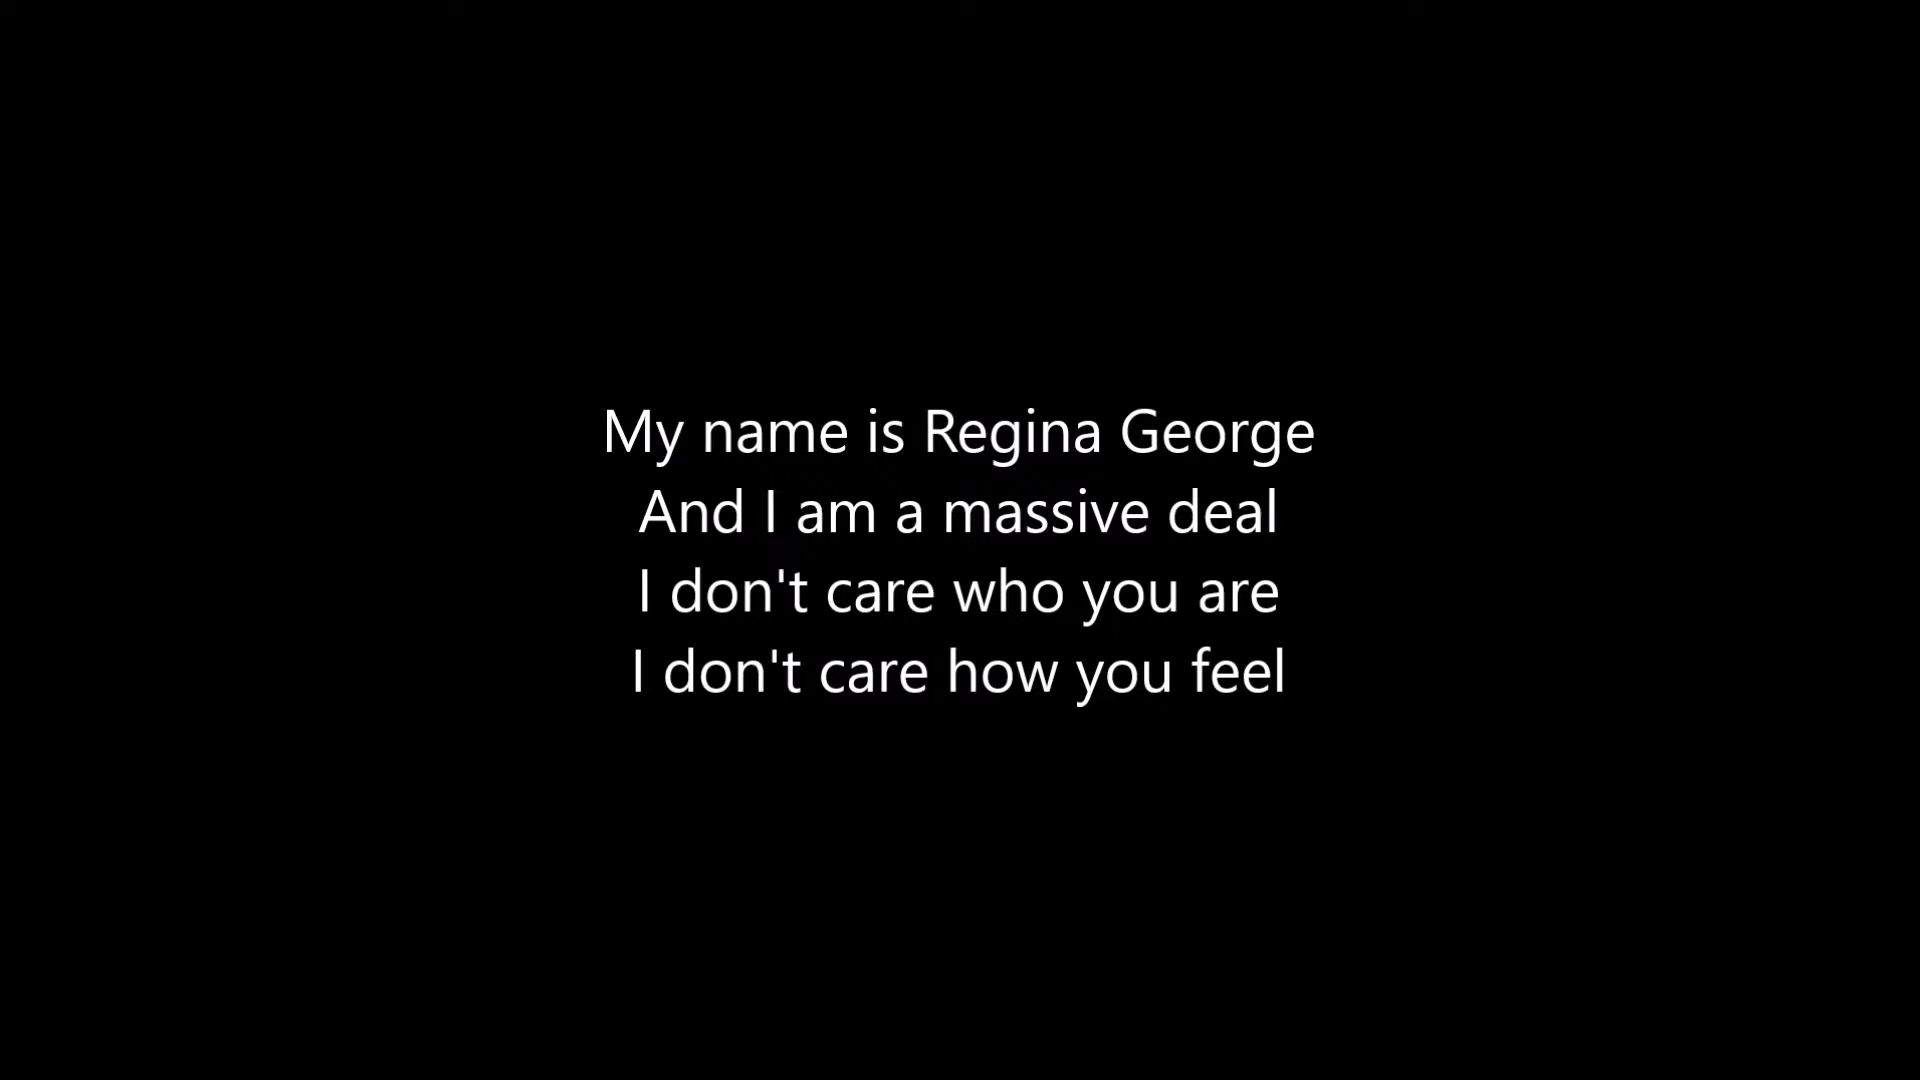 My name is Regina George
And I am a massive deal
I don't care who you are
I don't care how you feel